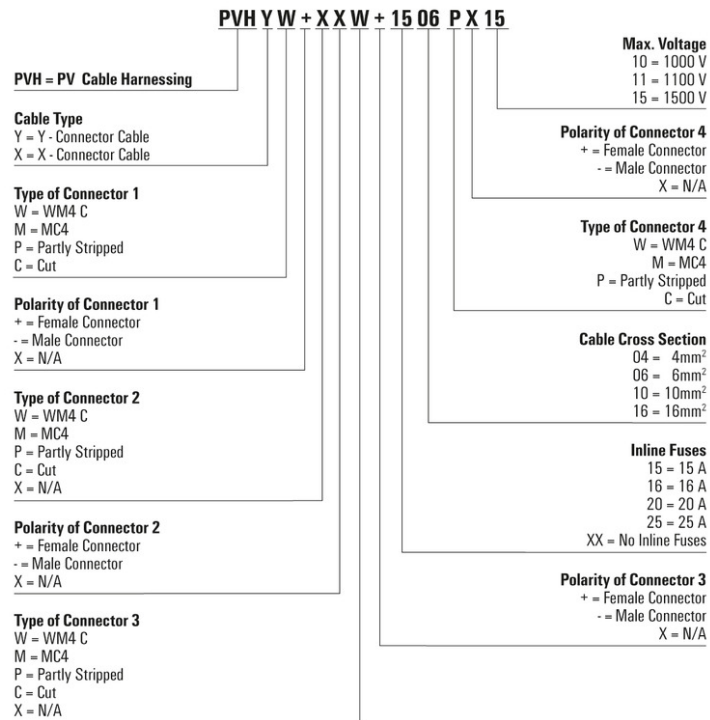 PVH Y W + X X W + 15 06 P X 15
PVH = PV Cable Harnessing
Cable Type
Y = Y - Connector Cable
X = X - Connector Cable
Type of Connector 1
W = WM4 C
M = MC4
P = Partly Stripped
C = Cut
Polarity of Connector 1
+ = Female Connector
- = Male Connector
X = N/A
Type of Connector 2
W = WM4 C
M = MC4
P = Partly Stripped
C = Cut
X = N/A
Polarity of Connector 2
+ = Female Connector
- = Male Connector
X = N/A
Type of Connector 3
W = WM4 C
M = MC4
P = Partly Stripped
C = Cut
X = N/A
Max. Voltage
10 = 1000 V
11 = 1100 V
15 = 1500 V
Polarity of Connector 4
+ = Female Connector
- = Male Connector
X = N/A
Type of Connector 4
W = WM4 C
M = MC4
P = Partly Stripped
C = Cut
Cable Cross Section
04 = 4mm²
06 = 6mm²
10 = 10mm²
16 = 16mm²
Inline Fuses
15 = 15 A
16 = 16 A
20 = 20 A
25 = 25 A
XX = No Inline Fuses
Polarity of Connector 3
+ = Female Connector
- = Male Connector
X = N/A